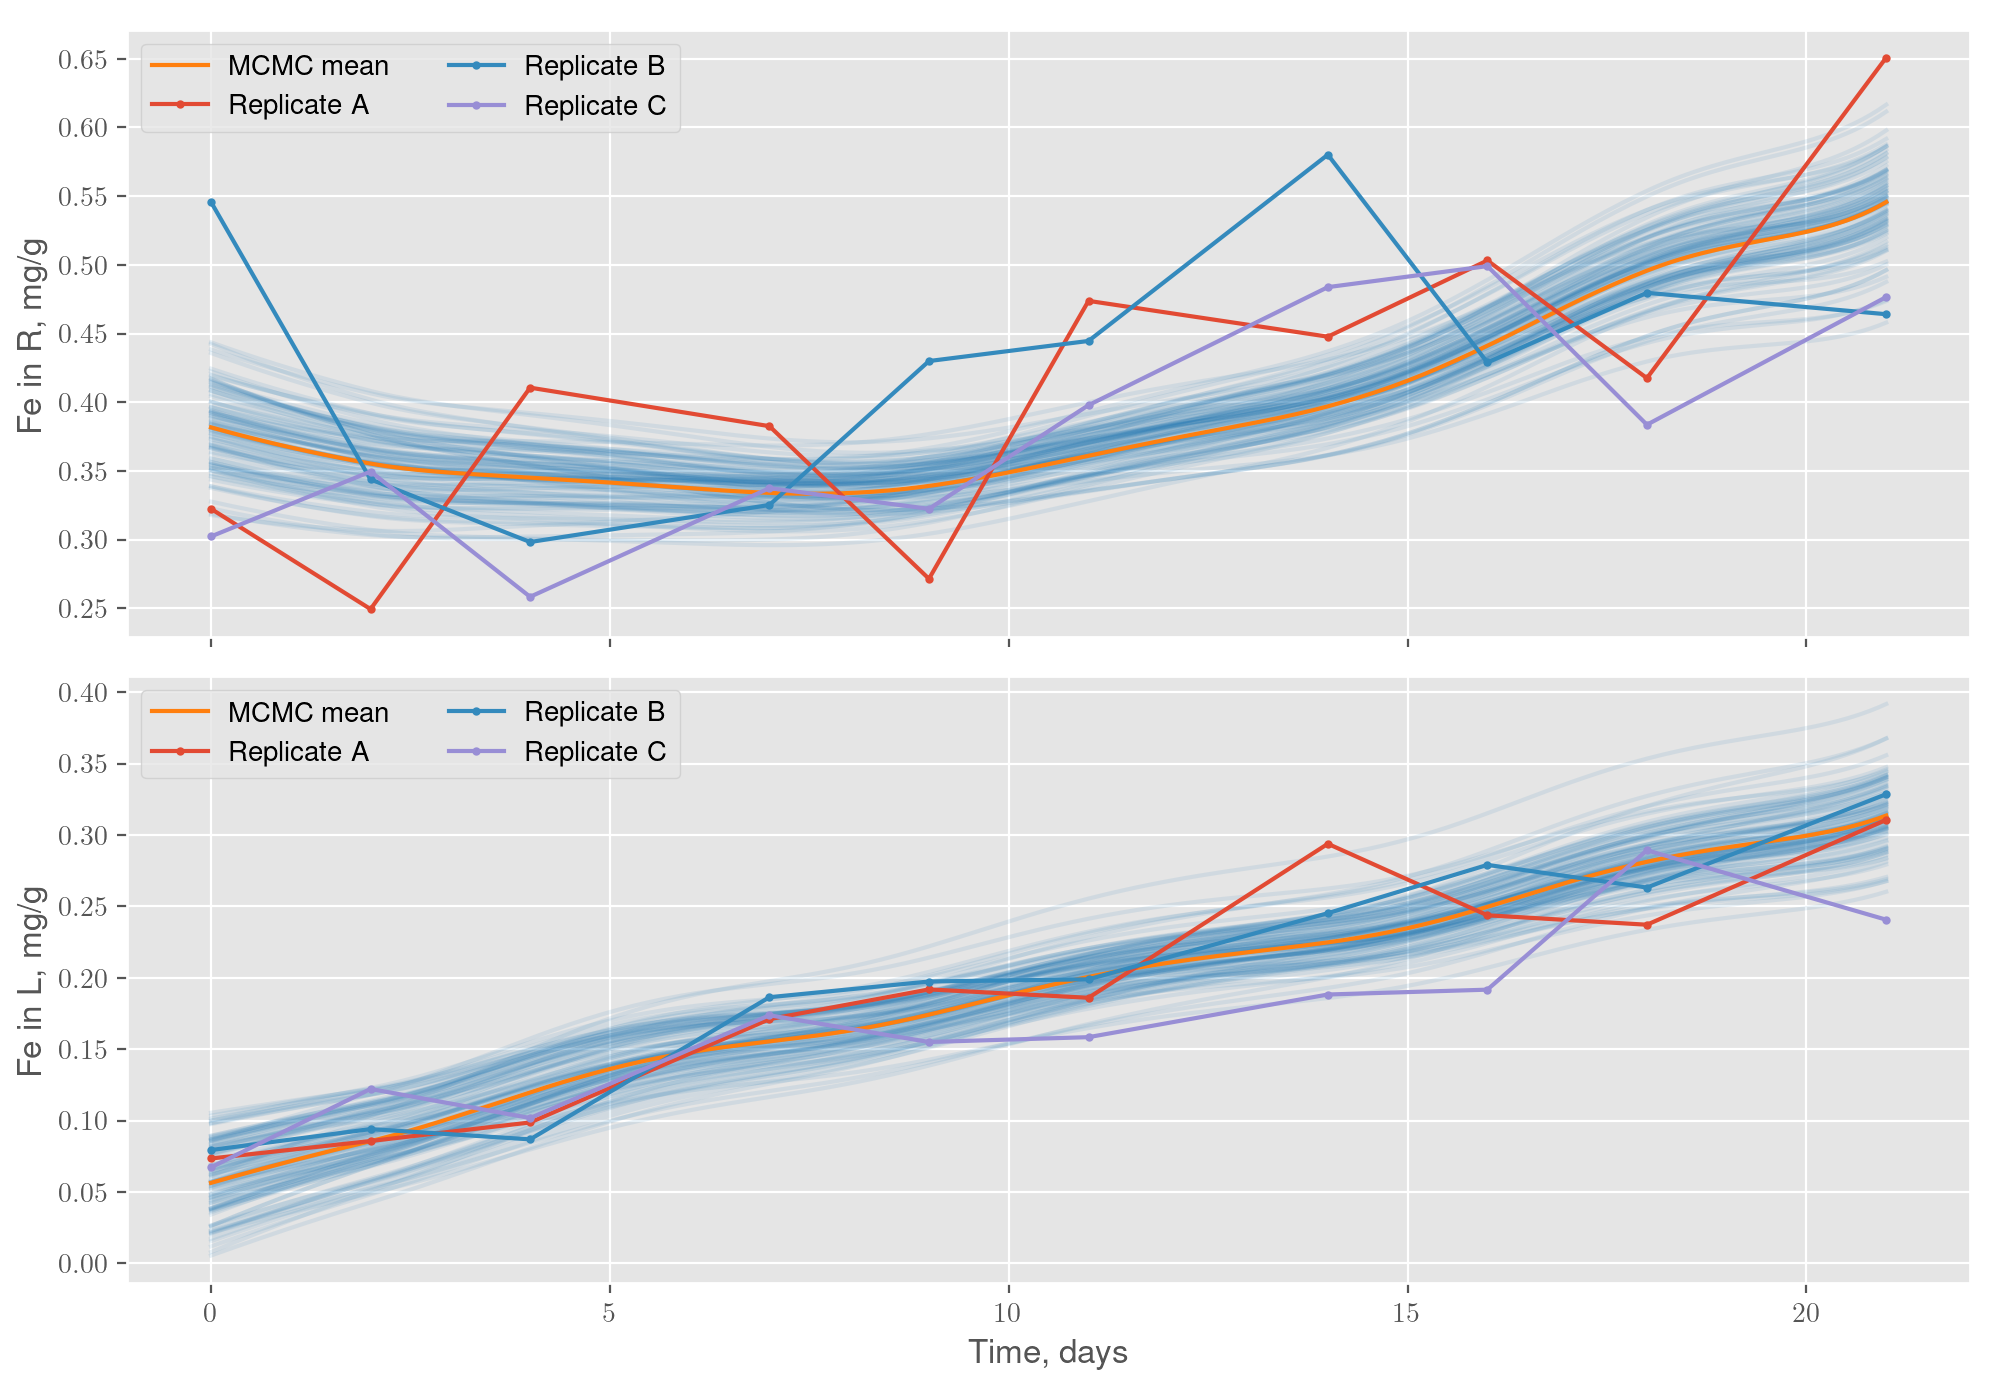 0.65
0.60
0.55
0.50
0.45
0.40
0.35
0.30
0.25
Fe in R, mg/g
MCMC mean
Replicate A
Replicate B
Replicate C
0.40
0.35
0.30
0.25
0.20
0.15
0.10
0.05
0.00
Fe in L, mg/g
MCMC mean
Replicate A
Replicate B
Replicate C
0 5 10 15 20
Time, days